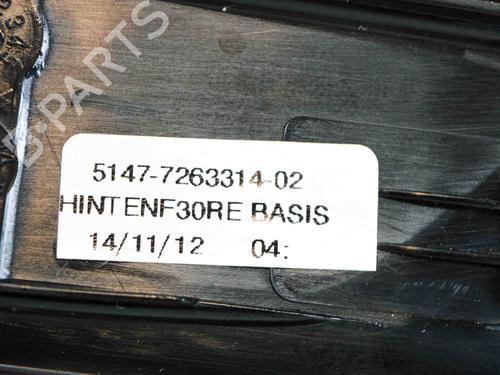 B-PARTS
5147-7263314-02
HINTENF30RE BASIS
14/11/12 04: